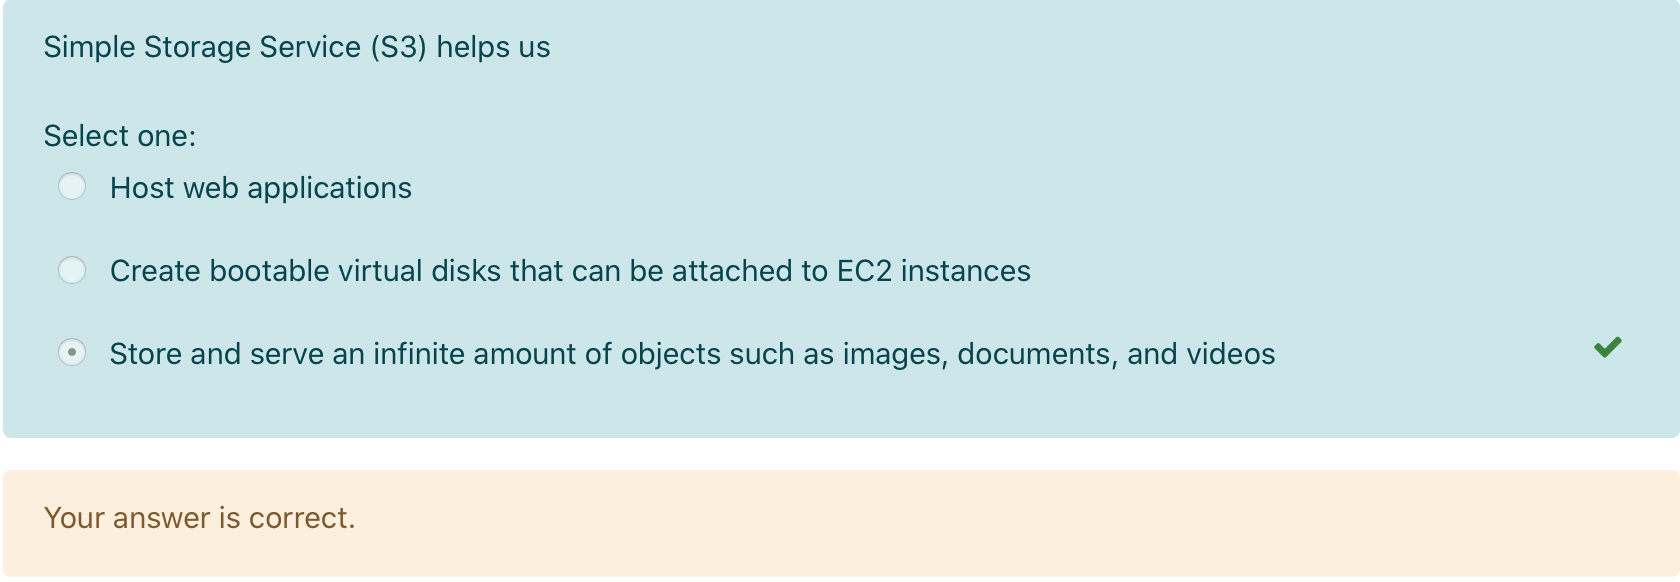 Simple Storage Service (S3) helps us
Select one:
Host web applications
Create bootable virtual disks that can be attached to EC2 instances
Store and serve an infinite amount of objects such as images, documents, and videos
Your answer is correct.